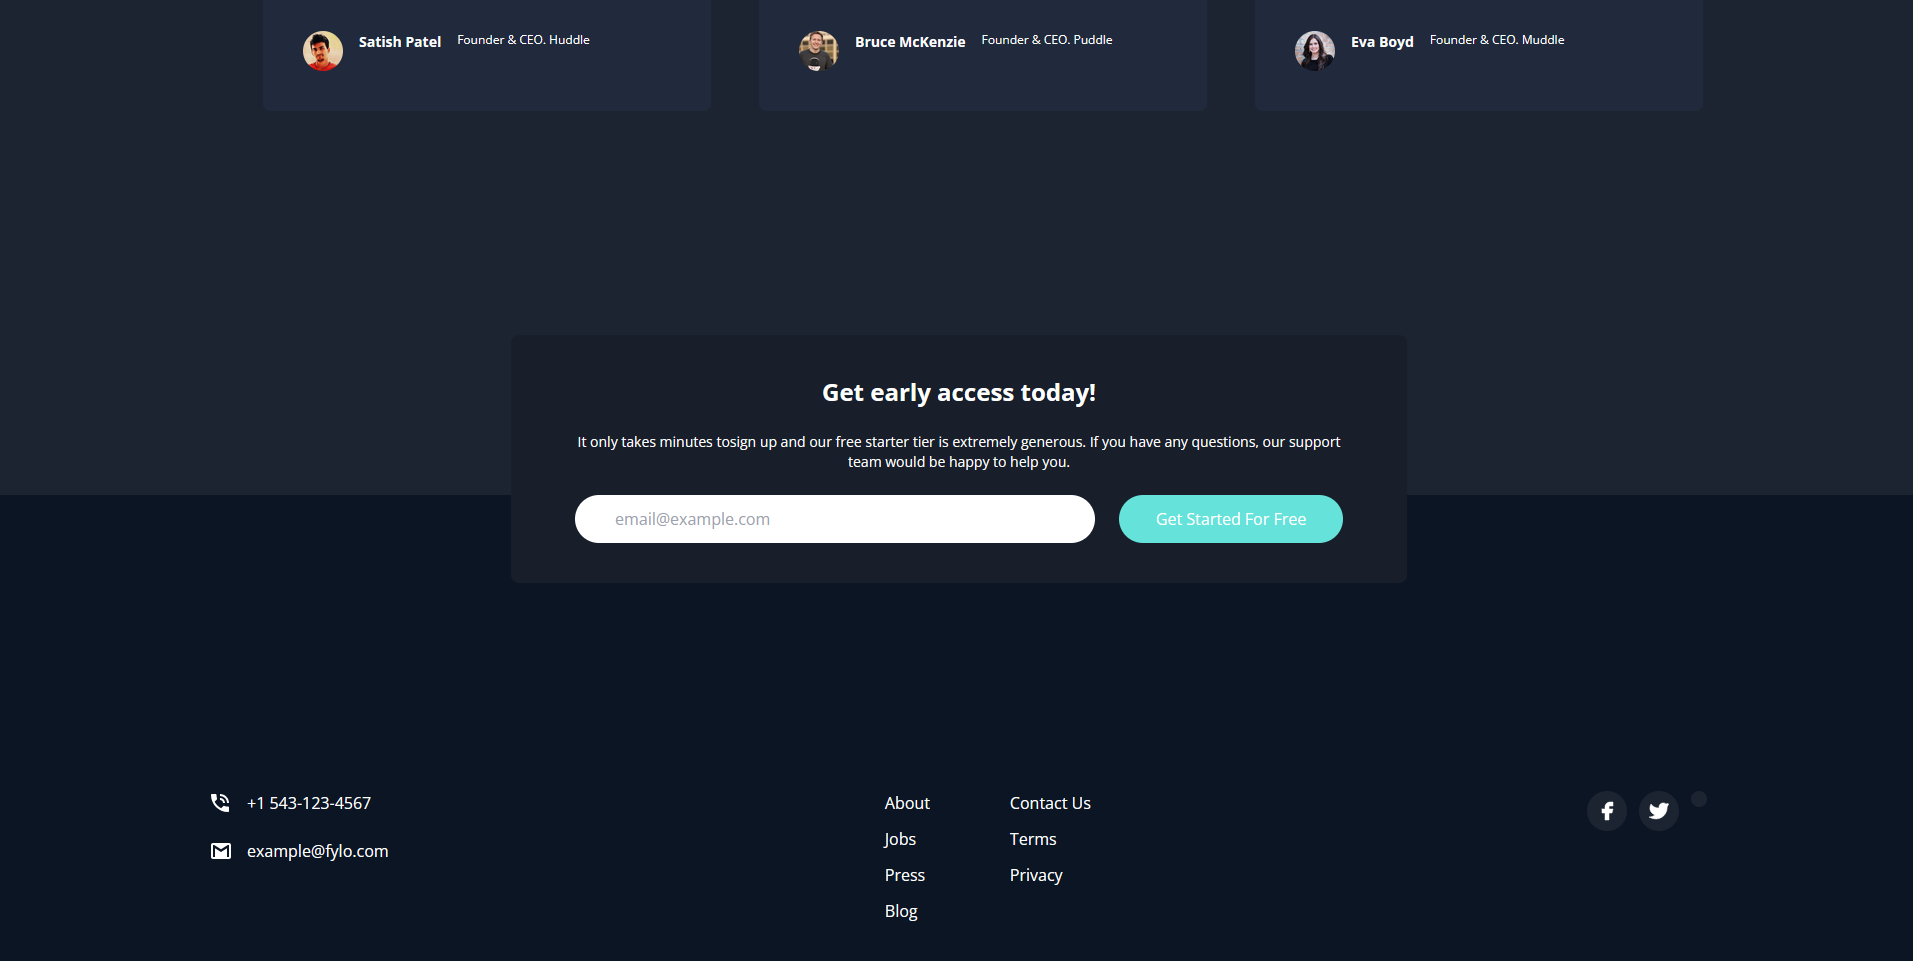 Satish Patel Founder & CEO. Huddle
Bruce McKenzie Founder & CEO. Puddle
Eva Boyd Founder & CEO. Muddle
Get early access today!
It only takes minutes tosign up and our free starter tier is extremely generous. If you have any questions, our support
team would be happy to help you.
email@example.com
Get Started For Free
+1 543-123-4567
example@fylo.com
About
Jobs
Press
Blog
Contact Us
Terms
Privacy